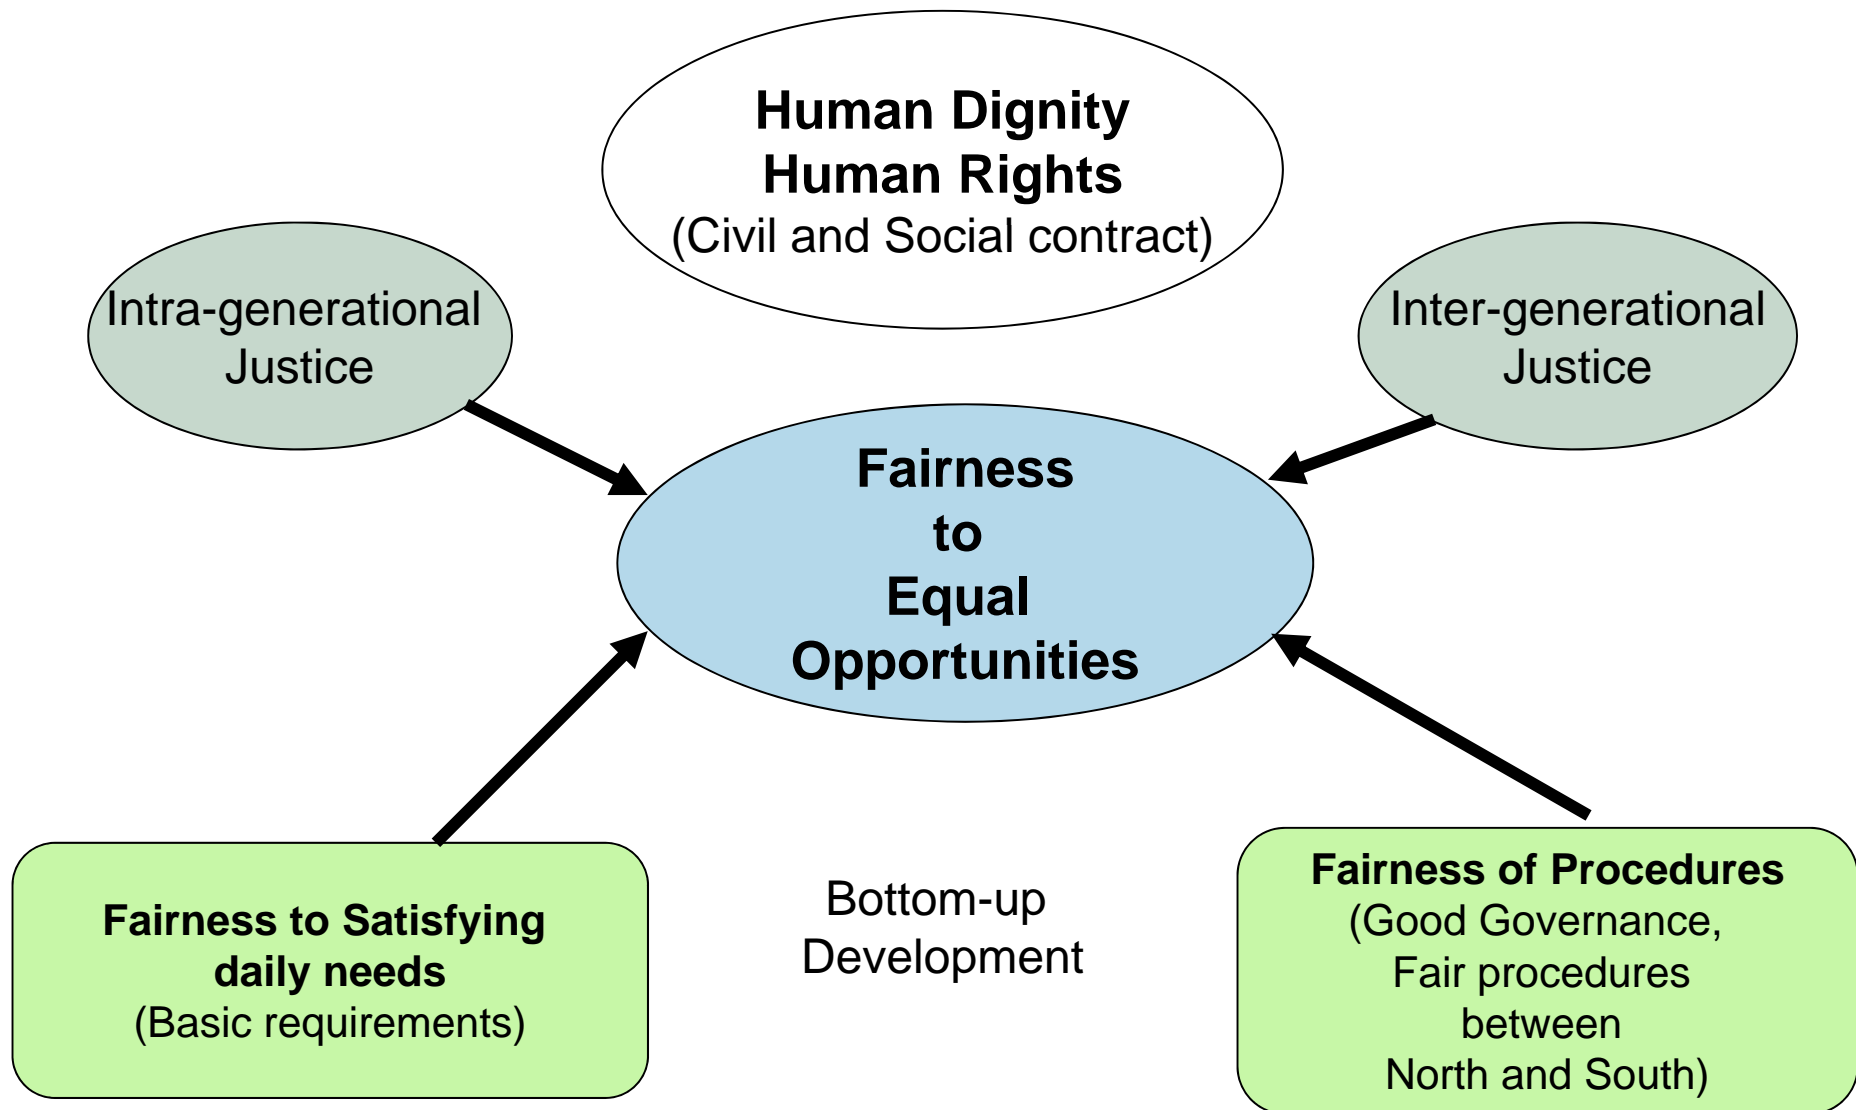 Human Dignity
Human Rights
(Civil and Social contract)
Intra-generational
Justice
Inter-generational
Justice
Fairness
to
Equal
Opportunities
Fairness to Satisfying
daily needs
(Basic requirements)
Bottom-up
Development
Fairness of Procedures
(Good Governance,
Fair procedures
between
North and South)